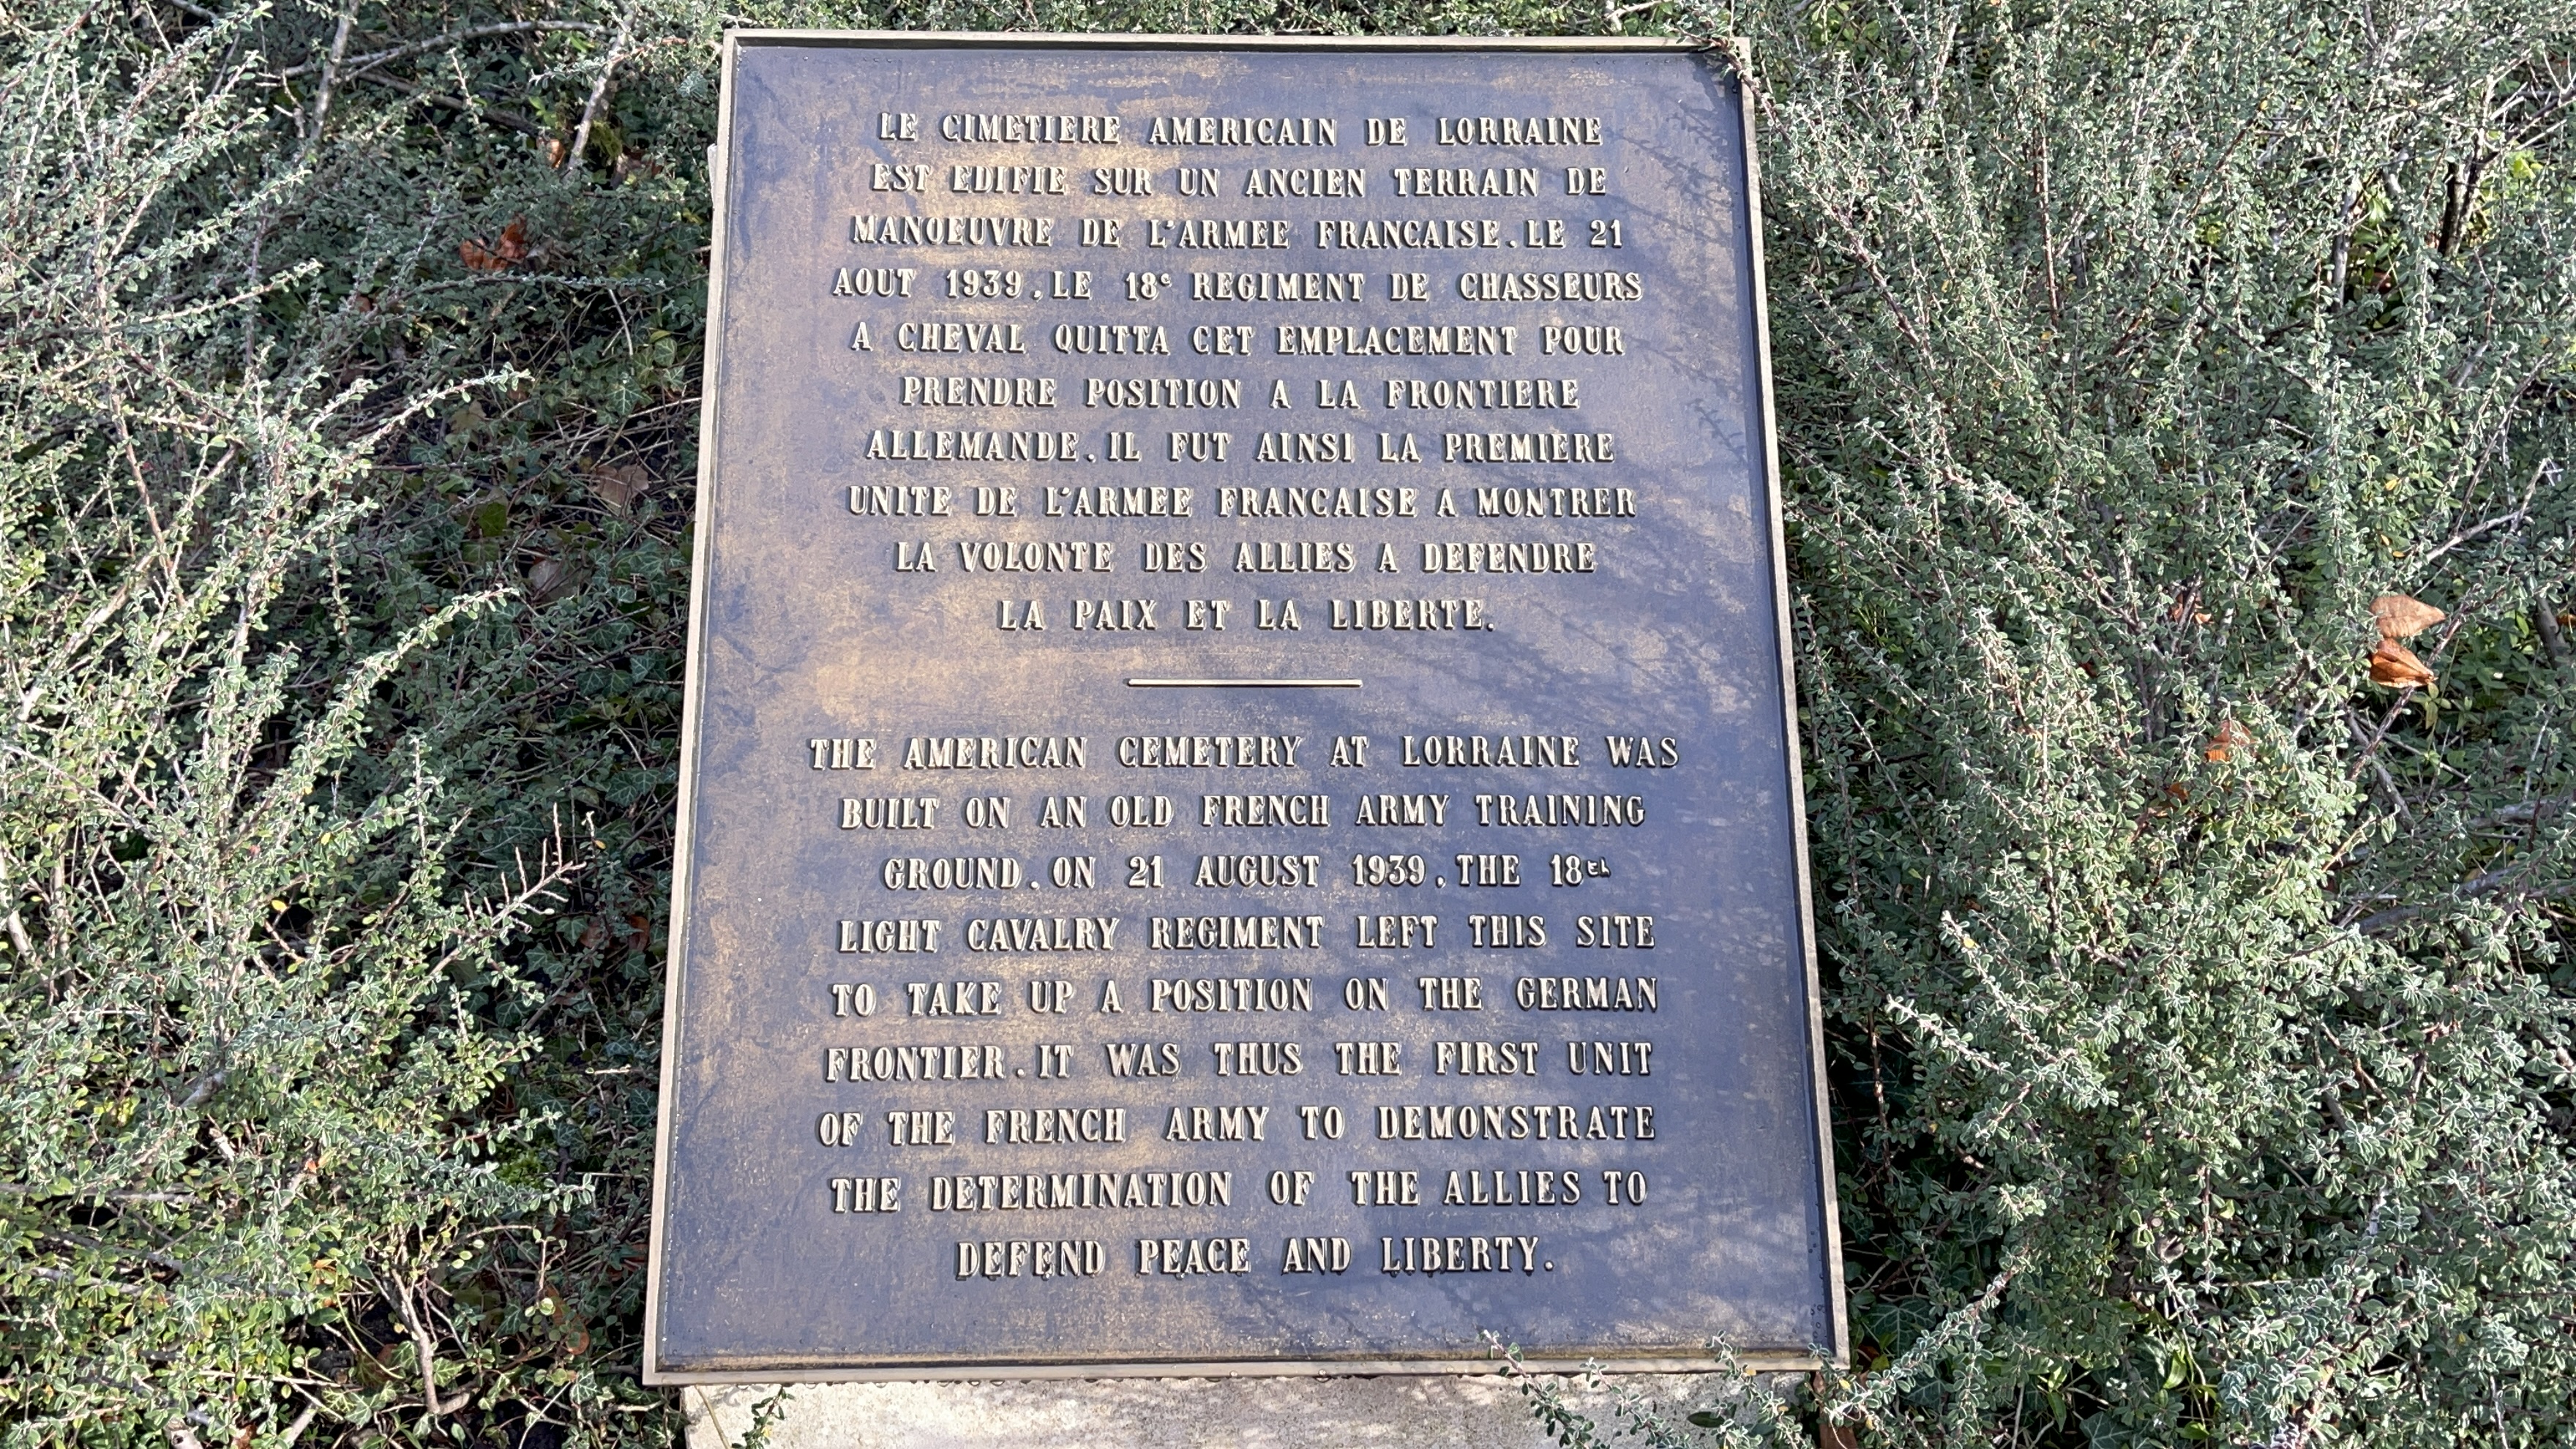 LE CIMETIERE AMERICAIN DE LORRAINE
EST EDIFIE SUR UN ANCIEN TERRAIN DE
MANOEUVRE DE L'ARMEE FRANCAISE. LE 21
AOUT 1939, LE 18e REGIMENT DE CHASSEURS
A CHEVAL QUITTA CET EMPLACEMENT POUR
PRENDRE POSITION A LA FRONTIERE
ALLEMANDE. IL FUT AINSI LA PREMIERE
UNITE DE L'ARMEE FRANCAISE A MONTRER
LA VOLONTE DES ALLIES A DEFENDRE
LA PAIX ET LA LIBERTE.
THE AMERICAN CEMETERY AT LORRAINE WAS
BUILT ON AN OLD FRENCH ARMY TRAINING
GROUND. ON 21 AUGUST 1939, THE 18th
LIGHT CAVALRY REGIMENT LEFT THIS SITE
TO TAKE UP A POSITION ON THE GERMAN
FRONTIER. IT WAS THUS THE FIRST UNIT
OF THE FRENCH ARMY TO DEMONSTRATE
THE DETERMINATION OF THE ALLIES TO
DEFEND PEACE AND LIBERTY.